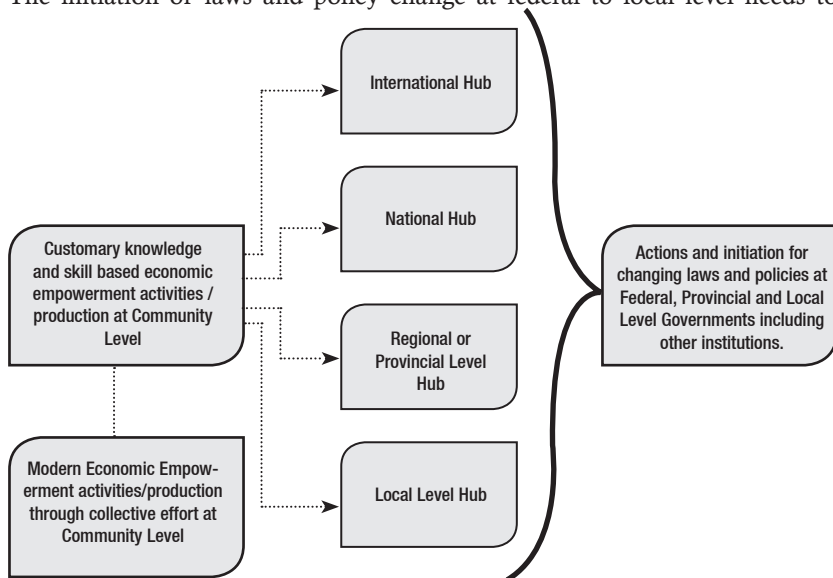 The initiation of laws and policy change at federal to local level needs to
International Hub
National Hub
Customary knowledge
and skill based economic
empowerment activities /
production at Community
Level
Actions and initiation for
changing laws and policies at
Federal, Provincial and Local
Level Governments including
other institutions.
Regional or
Provincial Level
Hub
Modern Economic Empow-
erment activities/production
through collective effort at
Community Level
Local Level Hub